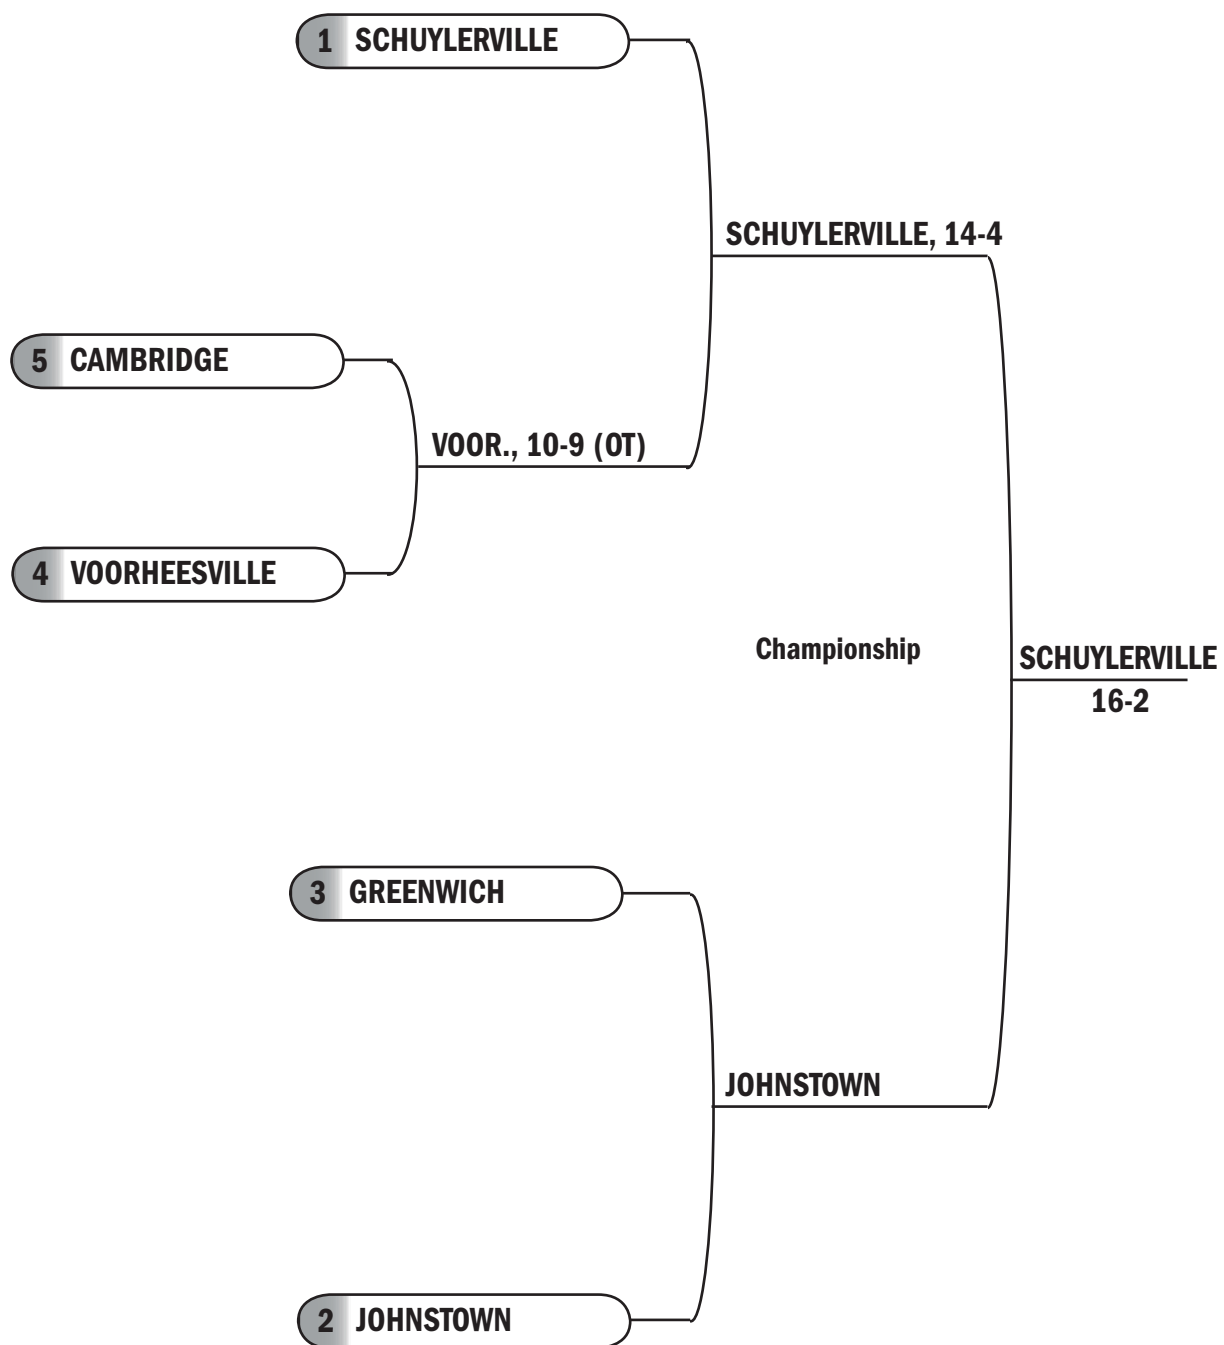 1 SCHUYLERVILLE
SCHUYLERVILLE, 14-4
5 CAMBRIDGE
VOOR., 10-9 (OT)
4 VOORHEESVILLE
Championship
SCHUYLERVILLE
16-2
3 GREENWICH
JOHNSTOWN
2 JOHNSTOWN